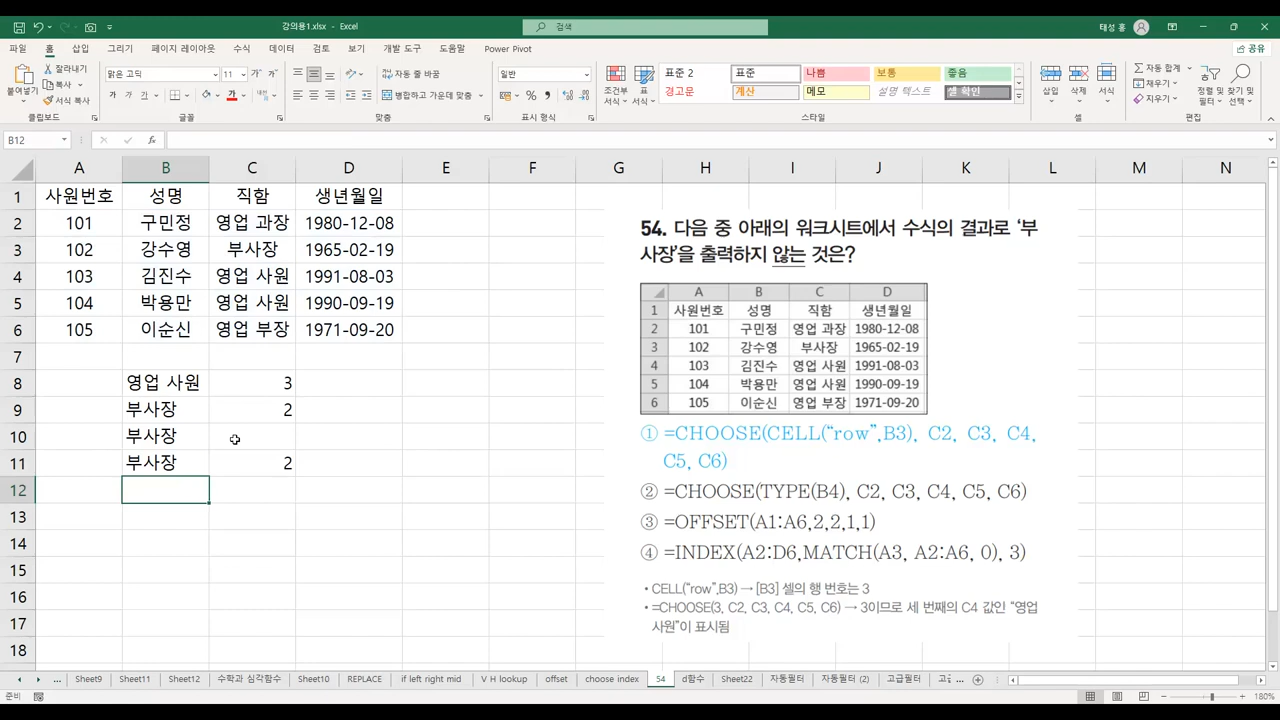 강의용1.xlsx - Excel
검색
태성 홍
파일 홈 삽입 그리기 페이지 레이아웃 수식 데이터 검토 보기 개발 도구 도움말 Power Pivot
공유
붙여넣기
잘라내기
복사
서식 복사
맑은 고딕 11
가 가 가
자동 줄 바꿈
병합하고 가운데 맞춤
일반
조건부 서식
표 서식
표준 2 표준 나쁨 보통 좋음
경고문 계산 메모 설명 텍스트 셀 확인
삽입 삭제 서식
자동 합계
채우기
지우기
정렬 및 필터
찾기 및 선택
클립보드 글꼴 맞춤 표시 형식 스타일 셀 편집
B12
fx
A B C D E F G H I J K L M N
1 사원번호 성명 직함 생년월일
2 101 구민정 영업 과장 1980-12-08
3 102 강수영 부사장 1965-02-19
4 103 김진수 영업 사원 1991-08-03
5 104 박용만 영업 사원 1990-09-19
6 105 이순신 영업 부장 1971-09-20
7
8 영업 사원 3
9 부사장 2
10 부사장
11 부사장 2
12
13
14
15
16
17
18
54. 다음 중 아래의 워크시트에서 수식의 결과로 ‘부
사장’을 출력하지 않는 것은?
A B C D
1 사원번호 성명 직함 생년월일
2 101 구민정 영업 과장 1980-12-08
3 102 강수영 부사장 1965-02-19
4 103 김진수 영업 사원 1991-08-03
5 104 박용만 영업 사원 1990-09-19
6 105 이순신 영업 부장 1971-09-20
① =CHOOSE(CELL(“row”,B3), C2, C3, C4,
C5, C6)
② =CHOOSE(TYPE(B4), C2, C3, C4, C5, C6)
③ =OFFSET(A1:A6,2,2,1,1)
④ =INDEX(A2:D6,MATCH(A3, A2:A6, 0), 3)
• CELL(“row”,B3) → [B3] 셀의 행 번호는 3
• =CHOOSE(3, C2, C3, C4, C5, C6) → 3이므로 세 번째의 C4 값인 “영업
사원”이 표시됨
... Sheet9 Sheet11 Sheet12 수학과 심각함수 Sheet10 REPLACE if left right mid V H lookup offset choose index 54 d함수 Sheet22 자동필터 자동필터 (2) 고급필터 고급 ...
준비
180%